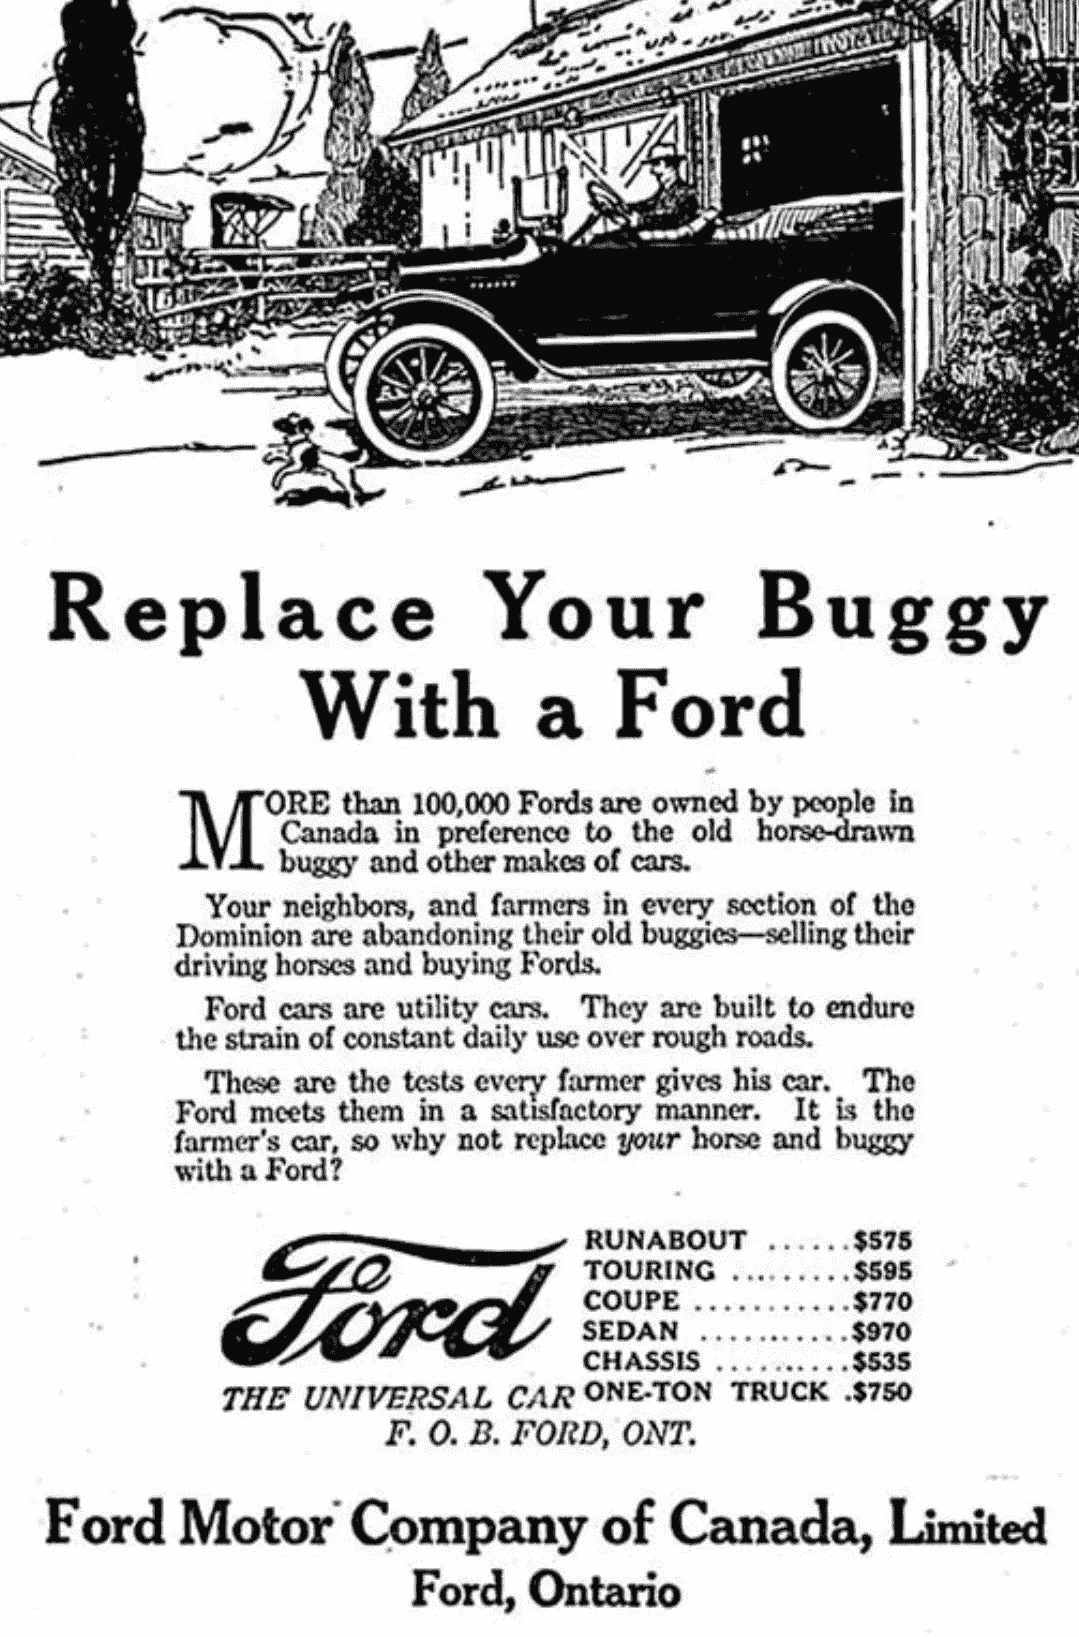 Replace Your Buggy
With a Ford
MORE than 100,000 Fords are owned by people in
Canada in preference to the old horse-drawn
buggy and other makes of cars.
Your neighbors, and farmers in every section of the
Dominion are abandoning their old buggies—selling their
driving horses and buying Fords.
Ford cars are utility cars. They are built to endure
the strain of constant daily use over rough roads.
These are the tests every farmer gives his car. The
Ford meets them in a satisfactory manner. It is the
farmer's car, so why not replace your horse and buggy
with a Ford?
Ford
THE UNIVERSAL CAR
RUNABOUT ......$575
TOURING .........$595
COUPE ...........$770
SEDAN ..........$970
CHASSIS .........$535
ONE-TON TRUCK .$750
F. O. B. FORD, ONT.
Ford Motor Company of Canada, Limited
Ford, Ontario